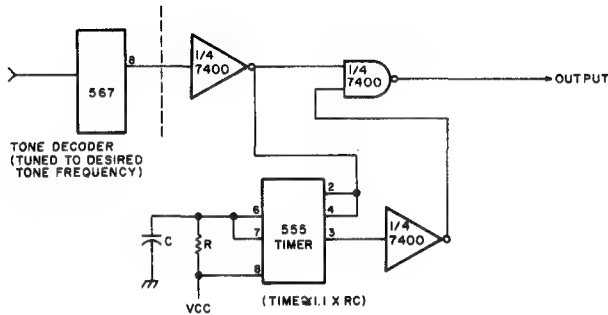 567
8
TONE DECODER
(TUNED TO DESIRED
TONE FREQUENCY)
1/4
7400
1/4
7400
OUTPUT
555
TIMER
2
4
3
6
7
8
1/4
7400
C
R
VCC
(TIME≅1.1 X RC)